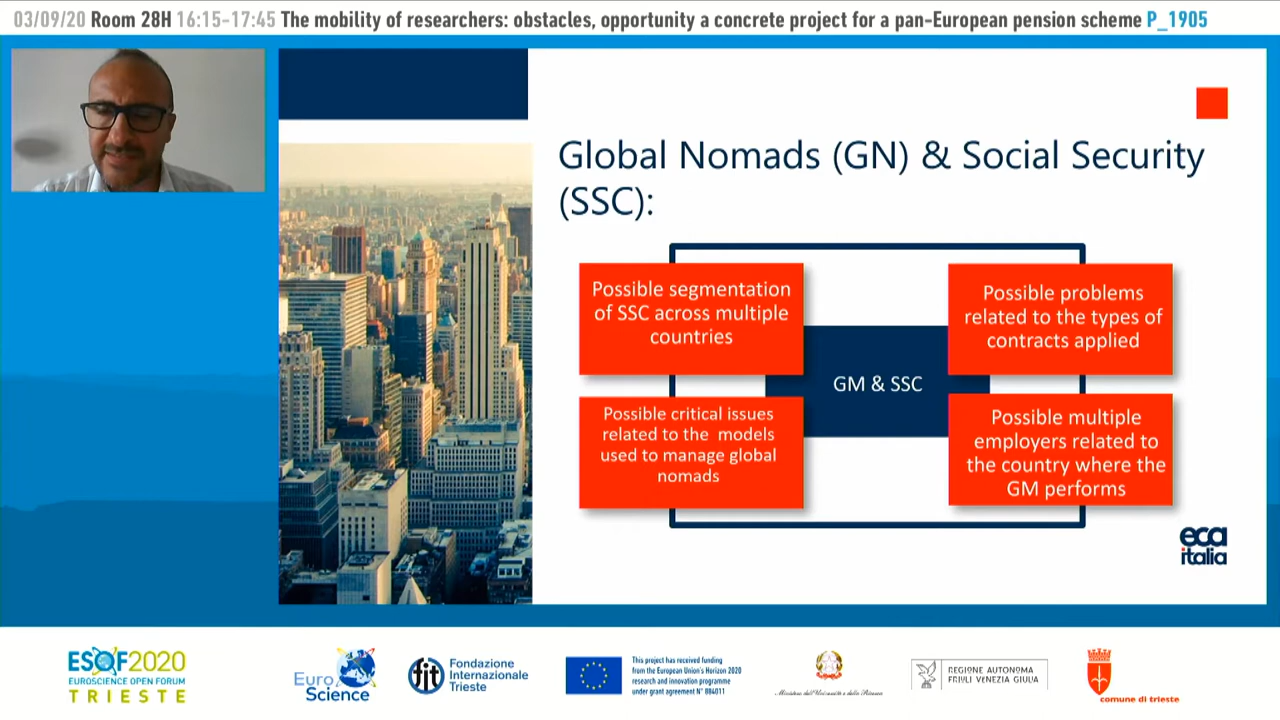 03/09/20 Room 28H 16:15-17:45 The mobility of researchers: obstacles, opportunity a concrete project for a pan-European pension scheme P_1905
Global Nomads (GN) & Social Security
(SSC):
Possible segmentation
of SSC across multiple
countries
Possible problems
related to the types of
contracts applied
GM & SSC
Possible critical issues
related to the models
used to manage global
nomads
Possible multiple
employers related to
the country where the
GM performs
eca
italia
ESOF2020
EUROSCIENCE OPEN FORUM
TRIESTE
Euro
Science
fit
Fondazione
Internazionale
Trieste
This project has received funding
from the European Union's Horizon 2020
research and innovation programme
under grant agreement N° 884011
Ministero dell'Università e della Ricerca
REGIONE AUTONOMA
FRIULI VENEZIA GIULIA
comune di trieste